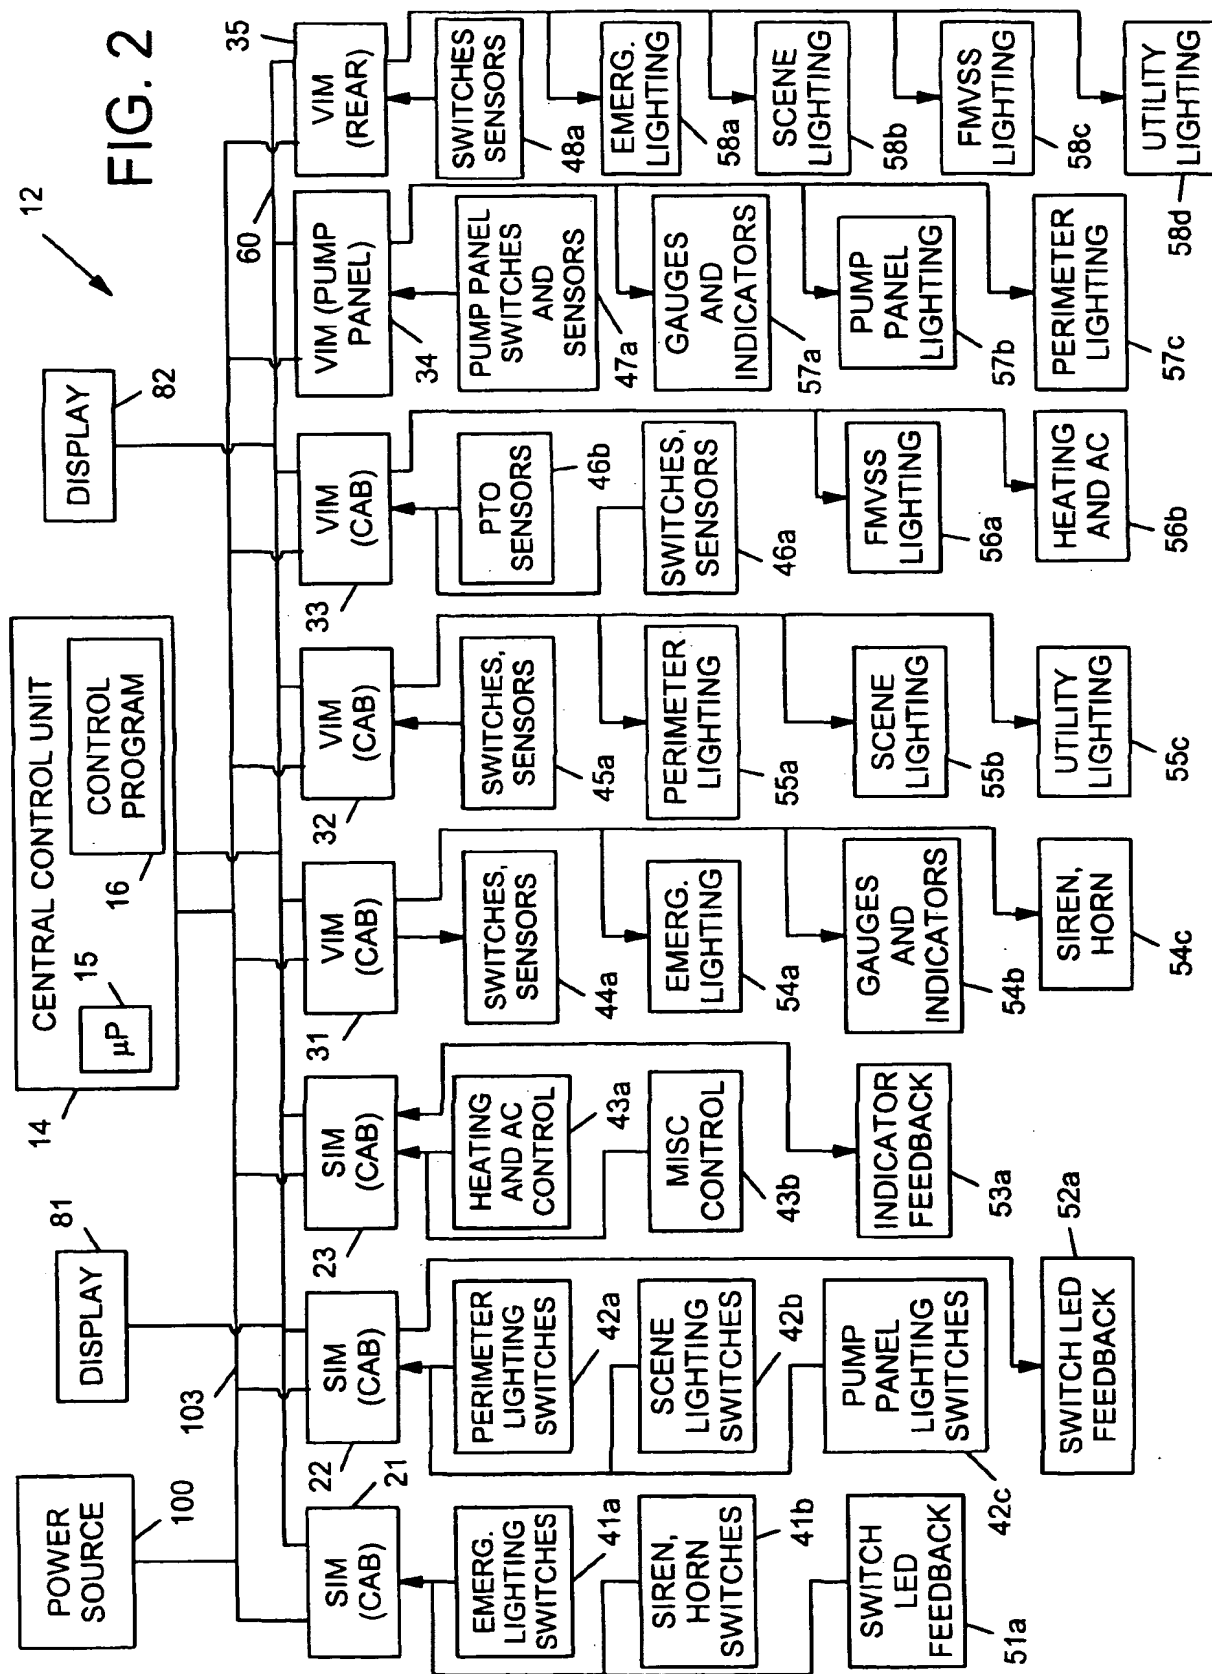 FIG. 2
12
POWER
SOURCE
100
DISPLAY
81
CENTRAL CONTROL UNIT
14
µP
15
CONTROL
PROGRAM
16
DISPLAY
82
103
60
SIM
(CAB)
21
SIM
(CAB)
22
SIM
(CAB)
23
VIM
(CAB)
31
VIM
(CAB)
32
VIM
(CAB)
33
VIM (PUMP
PANEL)
34
VIM
(REAR)
35
EMERG.
LIGHTING
SWITCHES
41a
SIREN,
HORN
SWITCHES
41b
SWITCH
LED
FEEDBACK
51a
PERIMETER
LIGHTING
SWITCHES
42a
SCENE
LIGHTING
SWITCHES
42b
PUMP
PANEL
LIGHTING
SWITCHES
42c
SWITCH LED
FEEDBACK
52a
HEATING
AND AC
CONTROL
43a
MISC
CONTROL
43b
INDICATOR
FEEDBACK
53a
SWITCHES,
SENSORS
44a
EMERG.
LIGHTING
54a
GAUGES
AND
INDICATORS
54b
SIREN,
HORN
54c
SWITCHES,
SENSORS
45a
PERIMETER
LIGHTING
55a
SCENE
LIGHTING
55b
UTILITY
LIGHTING
55c
PTO
SENSORS
46b
SWITCHES,
SENSORS
46a
FMVSS
LIGHTING
56a
HEATING
AND AC
56b
PUMP PANEL
SWITCHES
AND
SENSORS
47a
GAUGES
AND
INDICATORS
57a
PUMP
PANEL
LIGHTING
57b
PERIMETER
LIGHTING
57c
SWITCHES
SENSORS
48a
EMERG.
LIGHTING
58a
SCENE
LIGHTING
58b
FMVSS
LIGHTING
58c
UTILITY
LIGHTING
58d